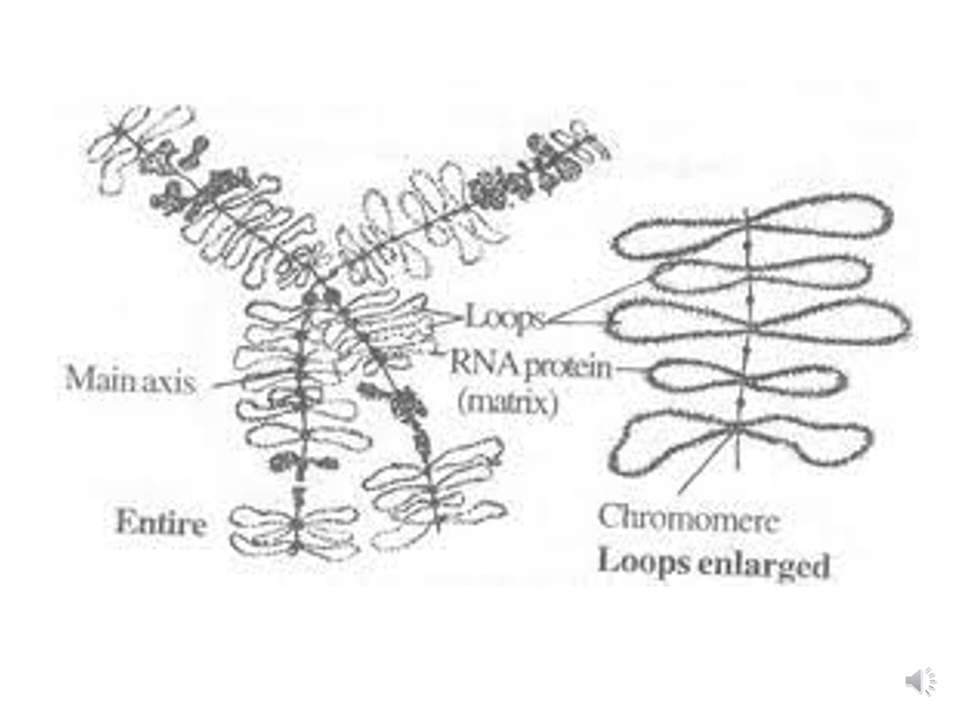 Loops
Main axis
RNA protein
(matrix)
Entire
Chromomere
Loops enlarged